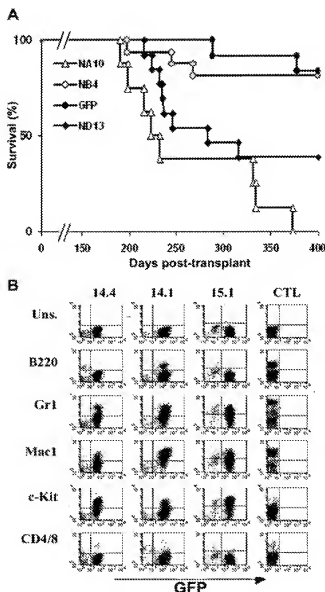 A
100
50
0
Survival (%)
NA10
NB4
GFP
ND13
0 150 200 250 300 350 400
Days post-transplant
B
14.4 14.1 15.1 CTL
Uns.
B220
Gr1
Mac1
c-Kit
CD4/8
GFP